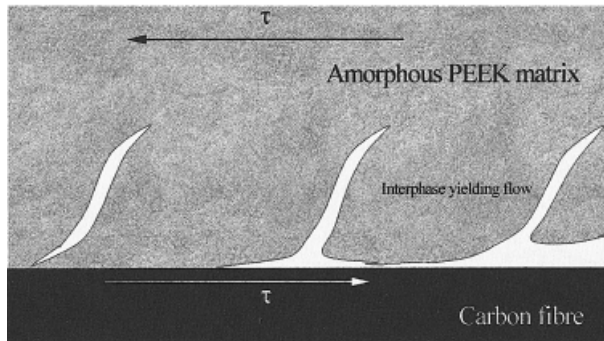 τ
Amorphous PEEK matrix
Interphase yielding flow
τ
Carbon fibre